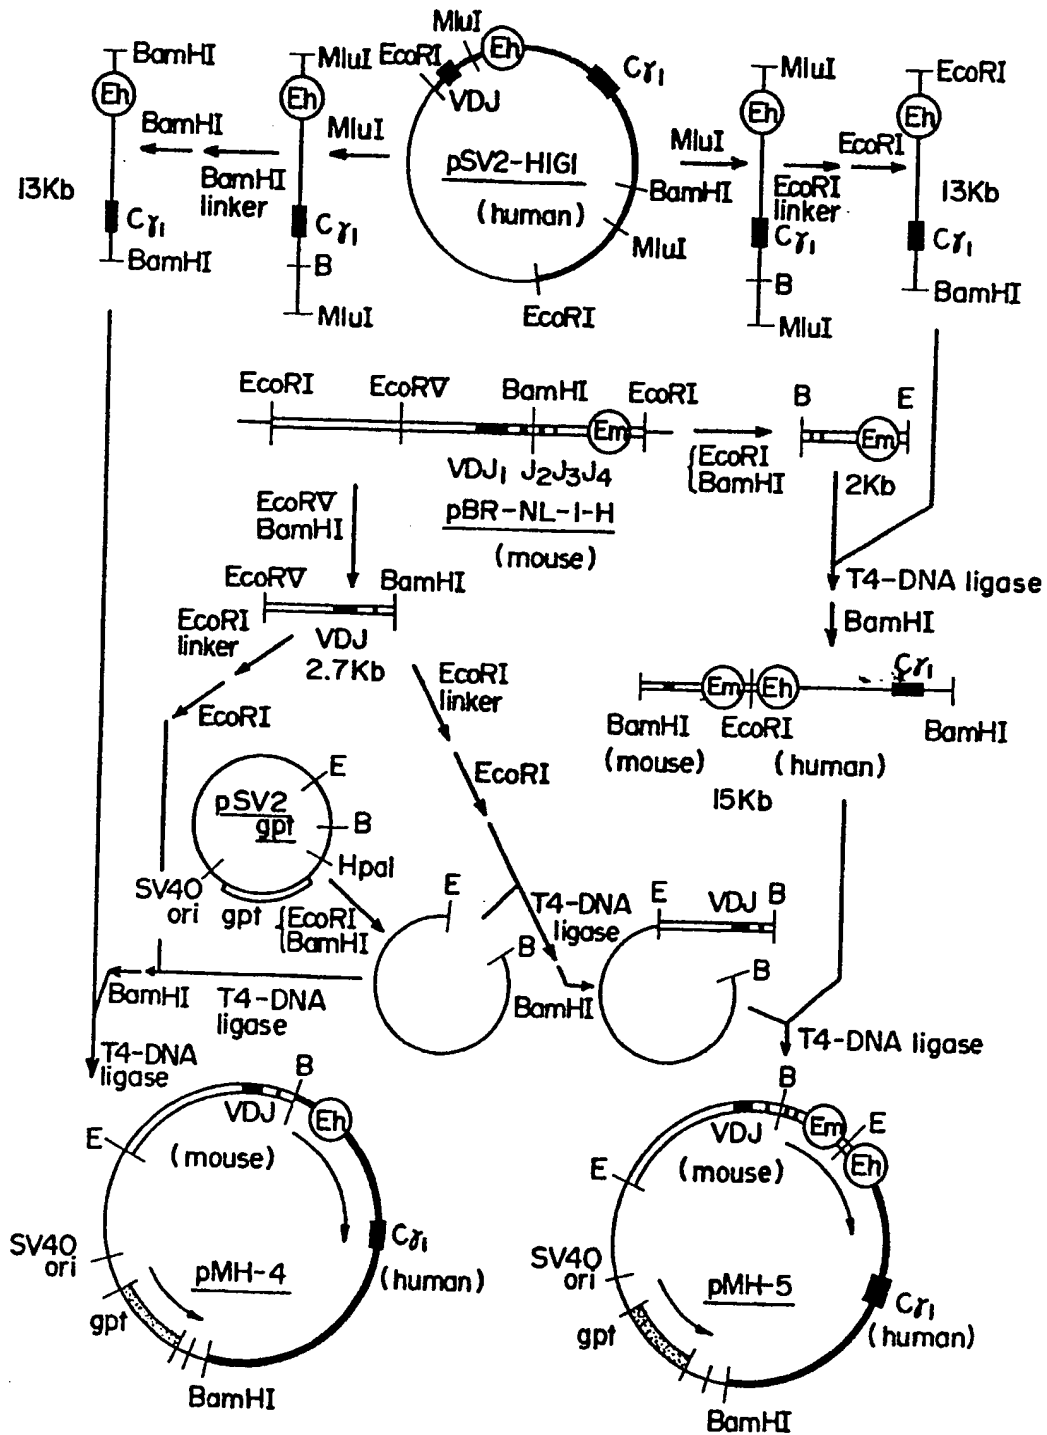 MluI
EcoRI
Eh
Cγ1
VDJ
pSV2-HIGI
(human)
BamHI
MluI
EcoRI
BamHI
Eh
13Kb
Cγ1
BamHI
BamHI
BamHI
linker
MluI
Eh
Cγ1
B
MluI
MluI
MluI
MluI
Eh
Cγ1
B
MluI
EcoRI
linker
EcoRI
EcoRI
Eh
13Kb
Cγ1
BamHI
EcoRI
EcoRV
BamHI
EcoRI
Em
VDJ1 J2J3J4
pBR-NL-1-H
(mouse)
{EcoRI
BamHI
B
E
Em
2Kb
T4-DNA ligase
BamHI
EcoRV
BamHI
EcoRV
BamHI
VDJ
2.7Kb
EcoRI
linker
EcoRI
EcoRI
linker
EcoRI
Em
Eh
Cγ1
BamHI
EcoRI
BamHI
(mouse)
(human)
15Kb
pSV2
gpt
E
B
HpaI
SV40
ori
gpt
{EcoRI
BamHI
E
B
T4-DNA
ligase
BamHI
E
VDJ
B
B
BamHI
T4-DNA
ligase
T4-DNA
ligase
T4-DNA ligase
B
VDJ
Eh
E
(mouse)
SV40
ori
pMH-4
Cγ1
(human)
gpt
BamHI
B
VDJ
Em
E
Eh
E
(mouse)
SV40
ori
pMH-5
Cγ1
(human)
gpt
BamHI